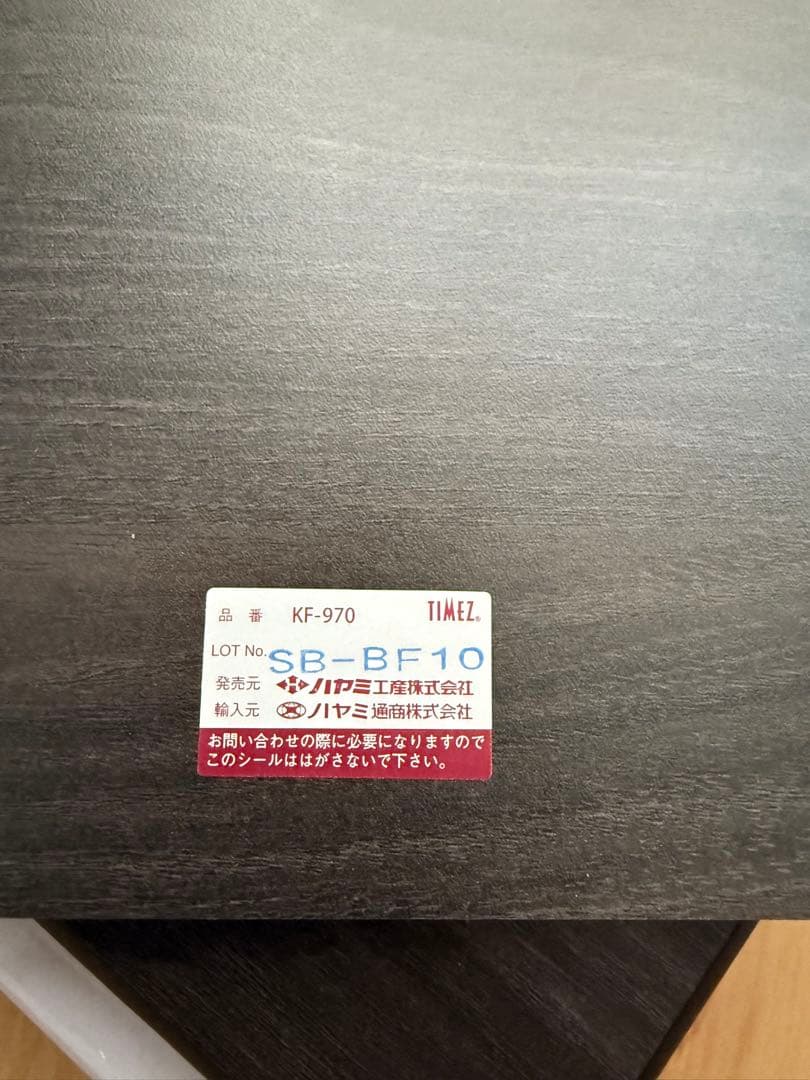 品番 KF-970 TIMEZ®
LOT No. SB-BF10
発売元 ハヤミ工産株式会社
輸入元 ハヤミ通商株式会社
お問い合わせの際に必要になりますので
このシールははがさないで下さい。